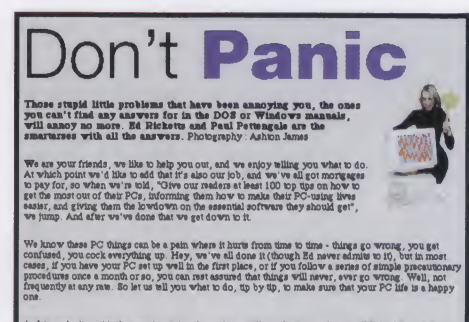 Don't Panic
Those stupid little problems that have been annoying you, the ones
you can't find any answers for in the DOS or Windows manuals,
will annoy no more. Ed Ricketts and Paul Pettengale are the
smartarses with all the answers. Photography : Ashton James
We are your friends, we like to help you out, and we enjoy telling you what to do.
At which point we'd like to add that it's also our job, and we've all got mortgages
to pay for, so when we're told, "Give our readers at least 100 top tips on how to
get the most out of their PCs, informing them how to make their PC-using lives
easier, and giving them the lowdown on the essential software they should get",
we jump. And after we've done that we get down to it.
We know these PC things can be a pain where it hurts from time to time - things go wrong, you get
confused, you cock everything up. Hey, we've all done it (though Ed never admits to it), but in most
cases, if you have your PC set up well in the first place, or if you follow a series of simple precautionary
procedures once a month or so, you can rest assured that things will never, ever go wrong. Well, not
frequently at any rate. So let us tell you what to do, tip by tip, to make sure that your PC life is a happy
one.